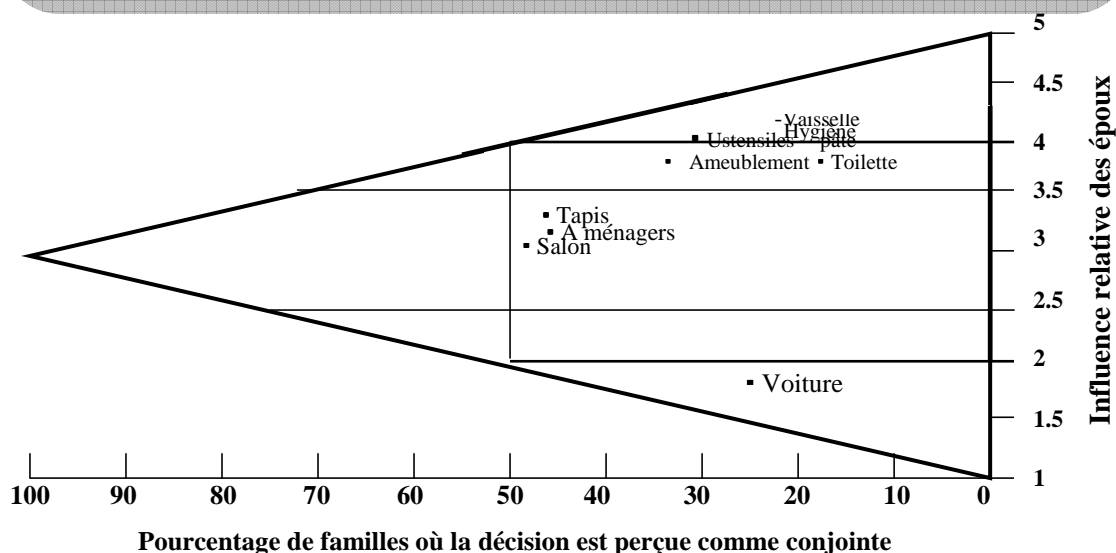 5
4.5
-Vaisselle
Hygiène
Ustensiles pâte
4
Ameublement Toilette
3.5
Tapis
A ménagers
Salon
3
2.5
2
Voiture
1.5
1
100 90 80 70 60 50 40 30 20 10 0
Pourcentage de familles où la décision est perçue comme conjointe
Influence relative des époux